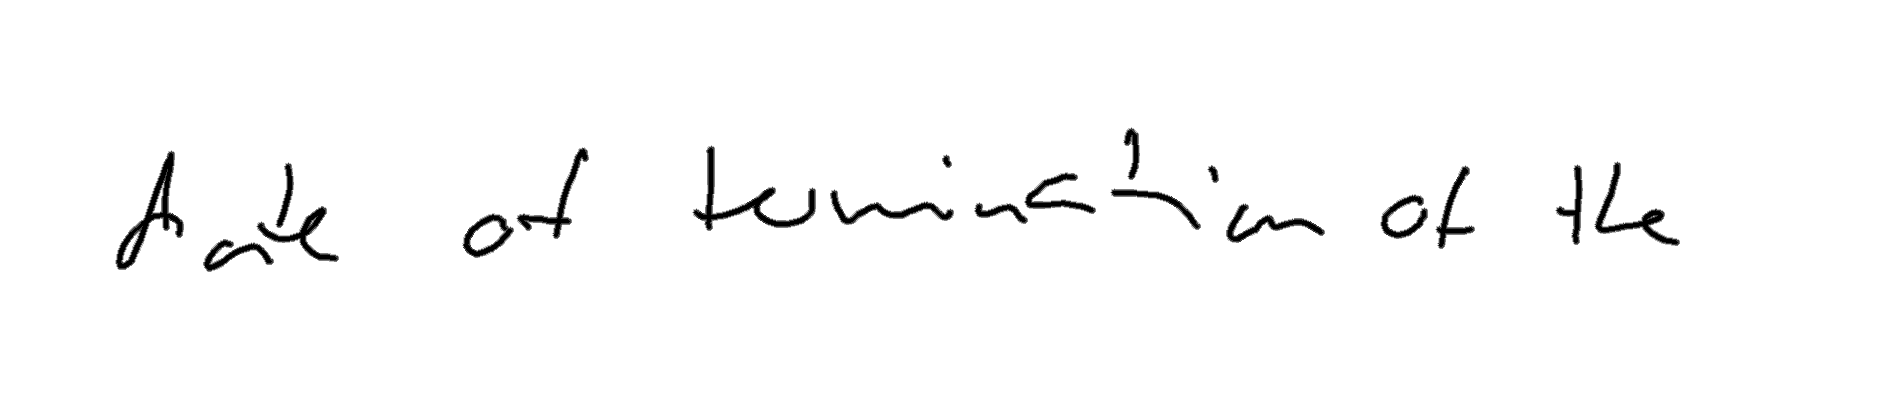 date of termination of the